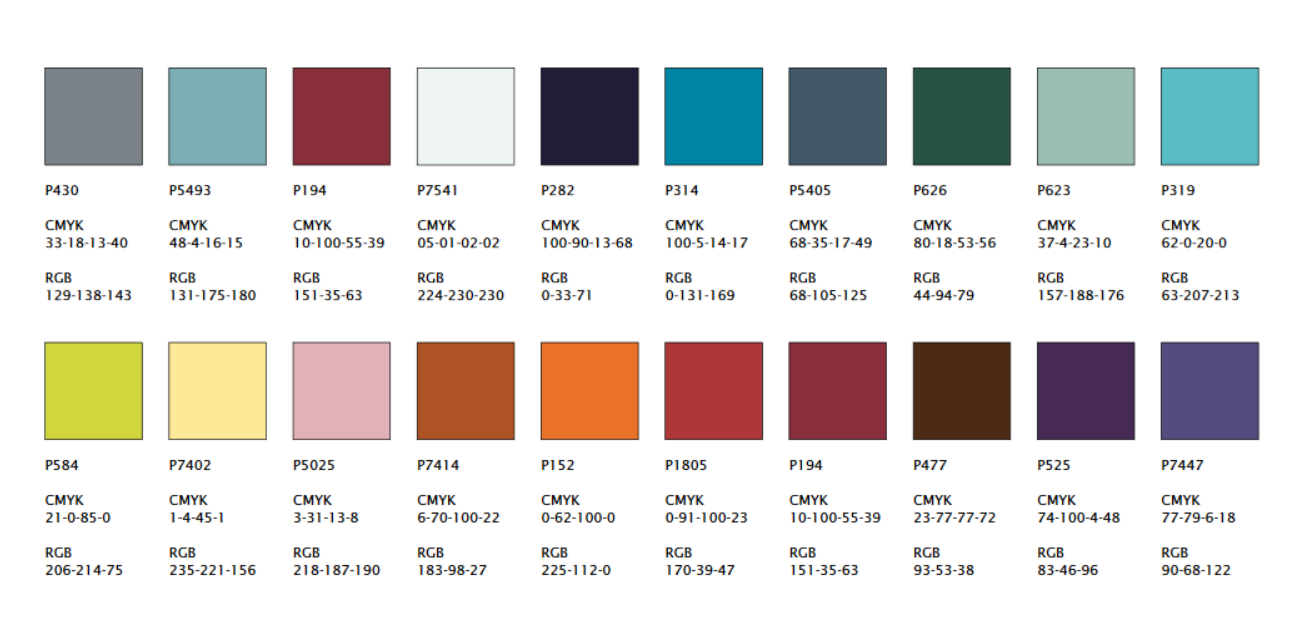 P430 P5493 P194 P7541 P282 P314 P5405 P626 P623 P319
CMYK CMYK CMYK CMYK CMYK CMYK CMYK CMYK CMYK CMYK
33-18-13-40 48-4-16-15 10-100-55-39 05-01-02-02 100-90-13-68 100-5-14-17 68-35-17-49 80-18-53-56 37-4-23-10 62-0-20-0
RGB RGB RGB RGB RGB RGB RGB RGB RGB RGB
129-138-143 131-175-180 151-35-63 224-230-230 0-33-71 0-131-169 68-105-125 44-94-79 157-188-176 63-207-213
P584 P7402 P5025 P7414 P152 P1805 P194 P477 P525 P7447
CMYK CMYK CMYK CMYK CMYK CMYK CMYK CMYK CMYK CMYK
21-0-85-0 1-4-45-1 3-31-13-8 6-70-100-22 0-62-100-0 0-91-100-23 10-100-55-39 23-77-77-72 74-100-4-48 77-79-6-18
RGB RGB RGB RGB RGB RGB RGB RGB RGB RGB
206-214-75 235-221-156 218-187-190 183-98-27 225-112-0 170-39-47 151-35-63 93-53-38 83-46-96 90-68-122